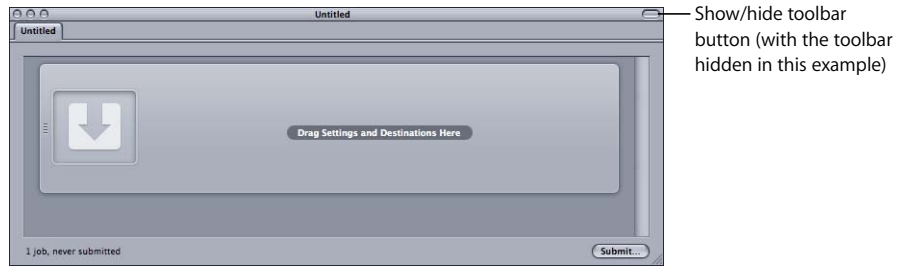 Untitled
Untitled
Show/hide toolbar
button (with the toolbar
hidden in this example)
Drag Settings and Destinations Here
1 job, never submitted
Submit...